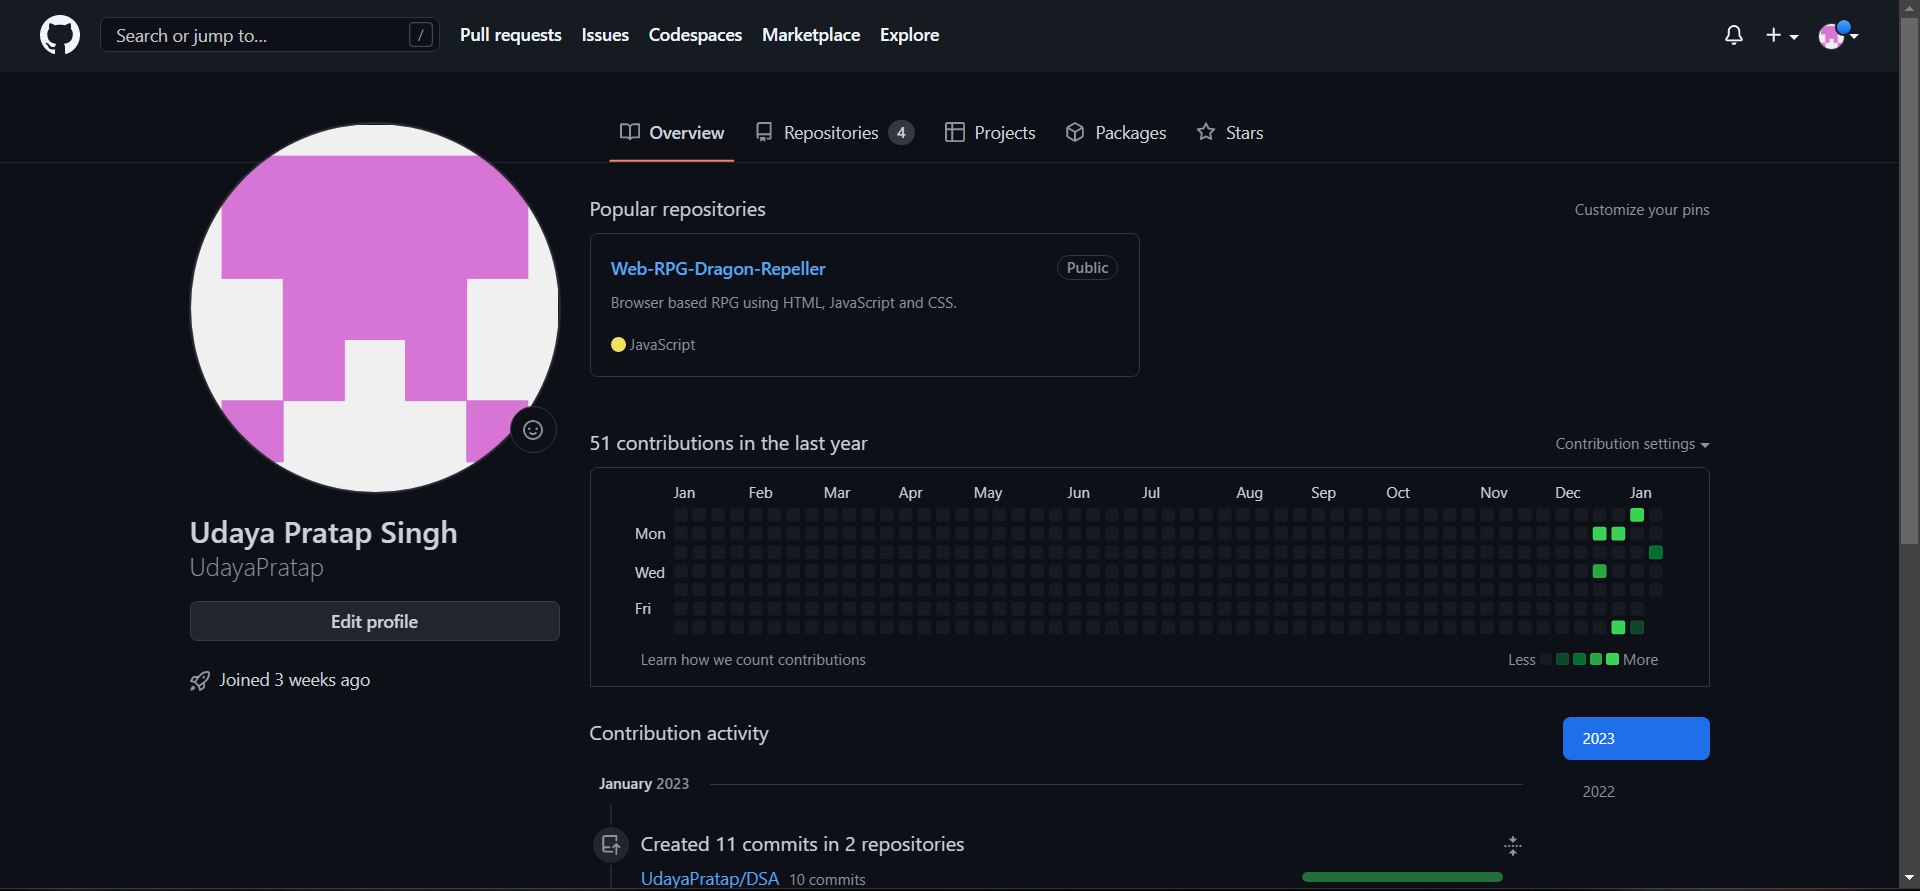 Search or jump to... / Pull requests Issues Codespaces Marketplace Explore
Overview Repositories 4 Projects Packages Stars
Popular repositories Customize your pins
Web-RPG-Dragon-Repeller Public
Browser based RPG using HTML, JavaScript and CSS.
JavaScript
51 contributions in the last year Contribution settings
Jan Feb Mar Apr May Jun Jul Aug Sep Oct Nov Dec Jan
Mon
Wed
Fri
Learn how we count contributions Less More
Udaya Pratap Singh
UdayaPratap
Edit profile
Joined 3 weeks ago
Contribution activity
2023
2022
January 2023
Created 11 commits in 2 repositories
UdayaPratap/DSA 10 commits